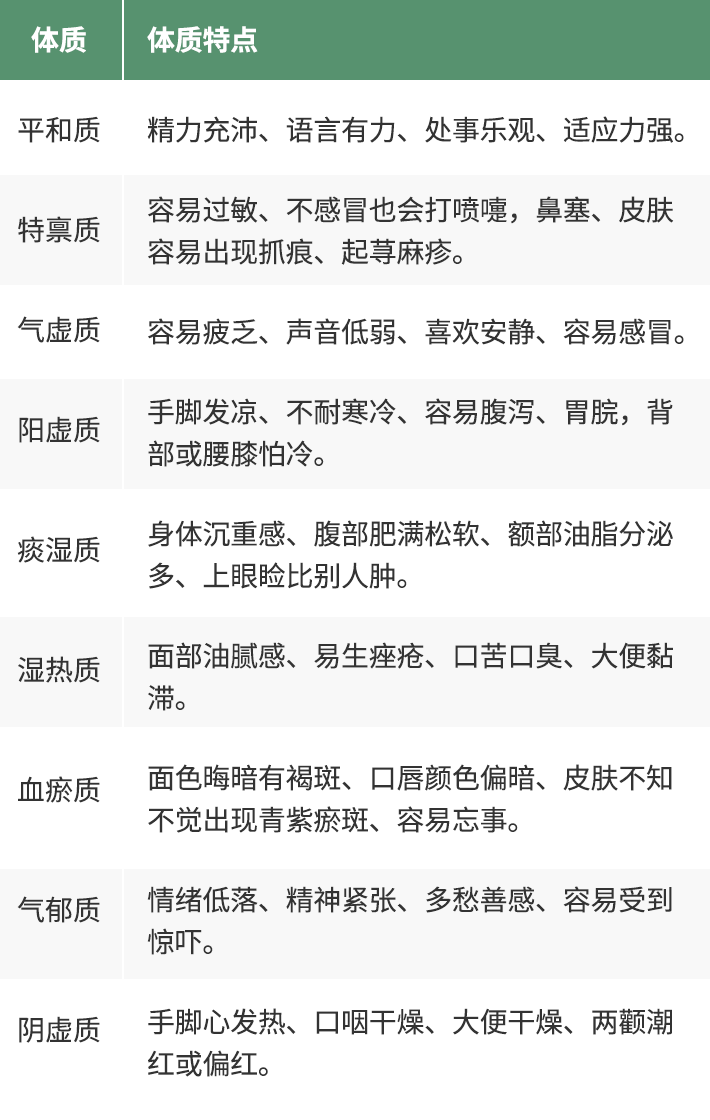 体质 体质特点
平和质 精力充沛、语言有力、处事乐观、适应力强。
特禀质 容易过敏、不感冒也会打喷嚏，鼻塞、皮肤
容易出现抓痕、起荨麻疹。
气虚质 容易疲乏、声音低弱、喜欢安静、容易感冒。
阳虚质 手脚发凉、不耐寒冷、容易腹泻、胃脘，背
部或腰膝怕冷。
痰湿质 身体沉重感、腹部肥满松软、额部油脂分泌
多、上眼睑比别人肿。
湿热质 面部油腻感、易生痤疮、口苦口臭、大便黏
滞。
血瘀质 面色晦暗有褐斑、口唇颜色偏暗、皮肤不知
不觉出现青紫瘀斑、容易忘事。
气郁质 情绪低落、精神紧张、多愁善感、容易受到
惊吓。
阴虚质 手脚心发热、口咽干燥、大便干燥、两颧潮
红或偏红。